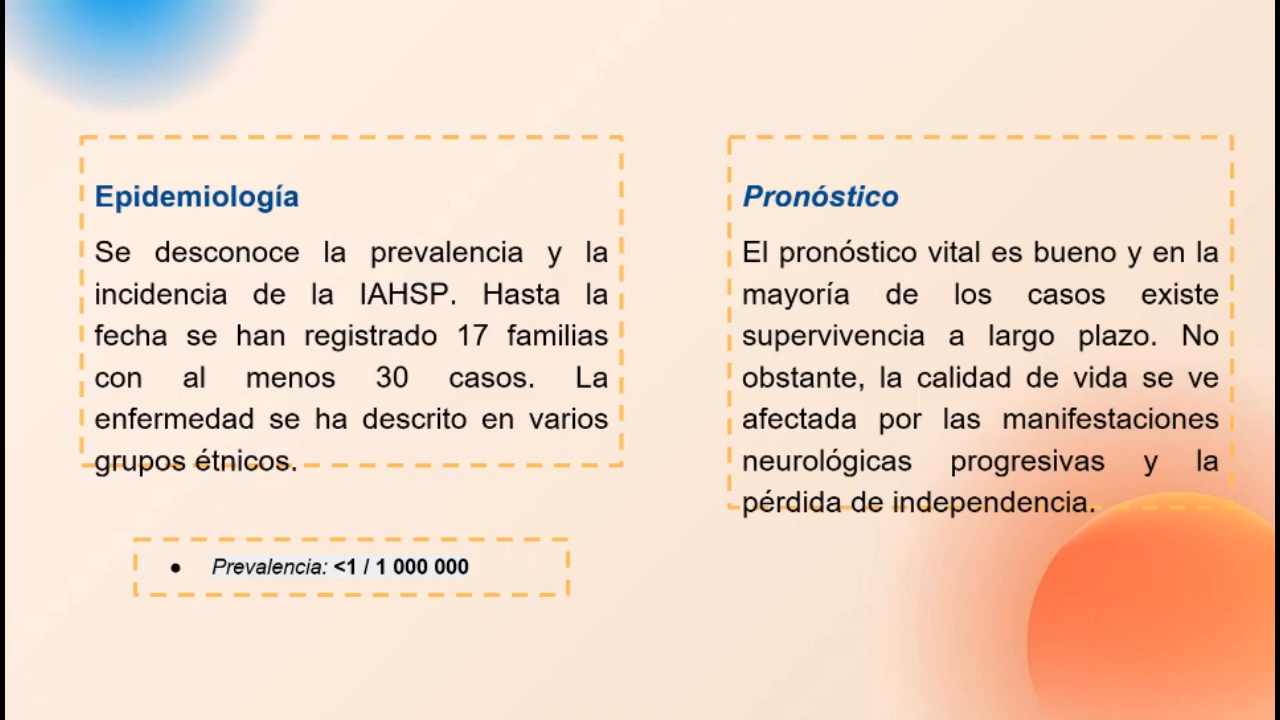 Epidemiología
Se desconoce la prevalencia y la
incidencia de la IAHSP. Hasta la
fecha se han registrado 17 familias
con al menos 30 casos. La
enfermedad se ha descrito en varios
grupos étnicos.
● Prevalencia: <1 / 1 000 000
Pronóstico
El pronóstico vital es bueno y en la
mayoría de los casos existe
supervivencia a largo plazo. No
obstante, la calidad de vida se ve
afectada por las manifestaciones
neurológicas progresivas y la
pérdida de independencia.